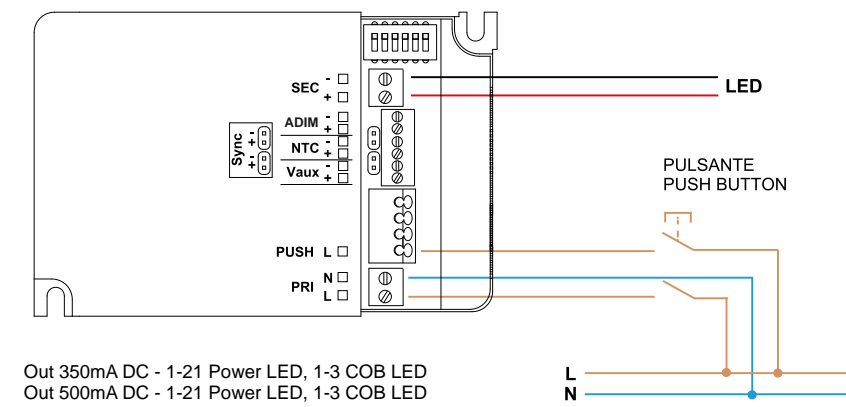 SEC - +
LED
ADIM - +
Sync + - + -
NTC - +
Vaux - +
PULSANTE
PUSH BUTTON
PUSH L
PRI N
L
Out 350mA DC - 1-21 Power LED, 1-3 COB LED
Out 500mA DC - 1-21 Power LED, 1-3 COB LED
L
N